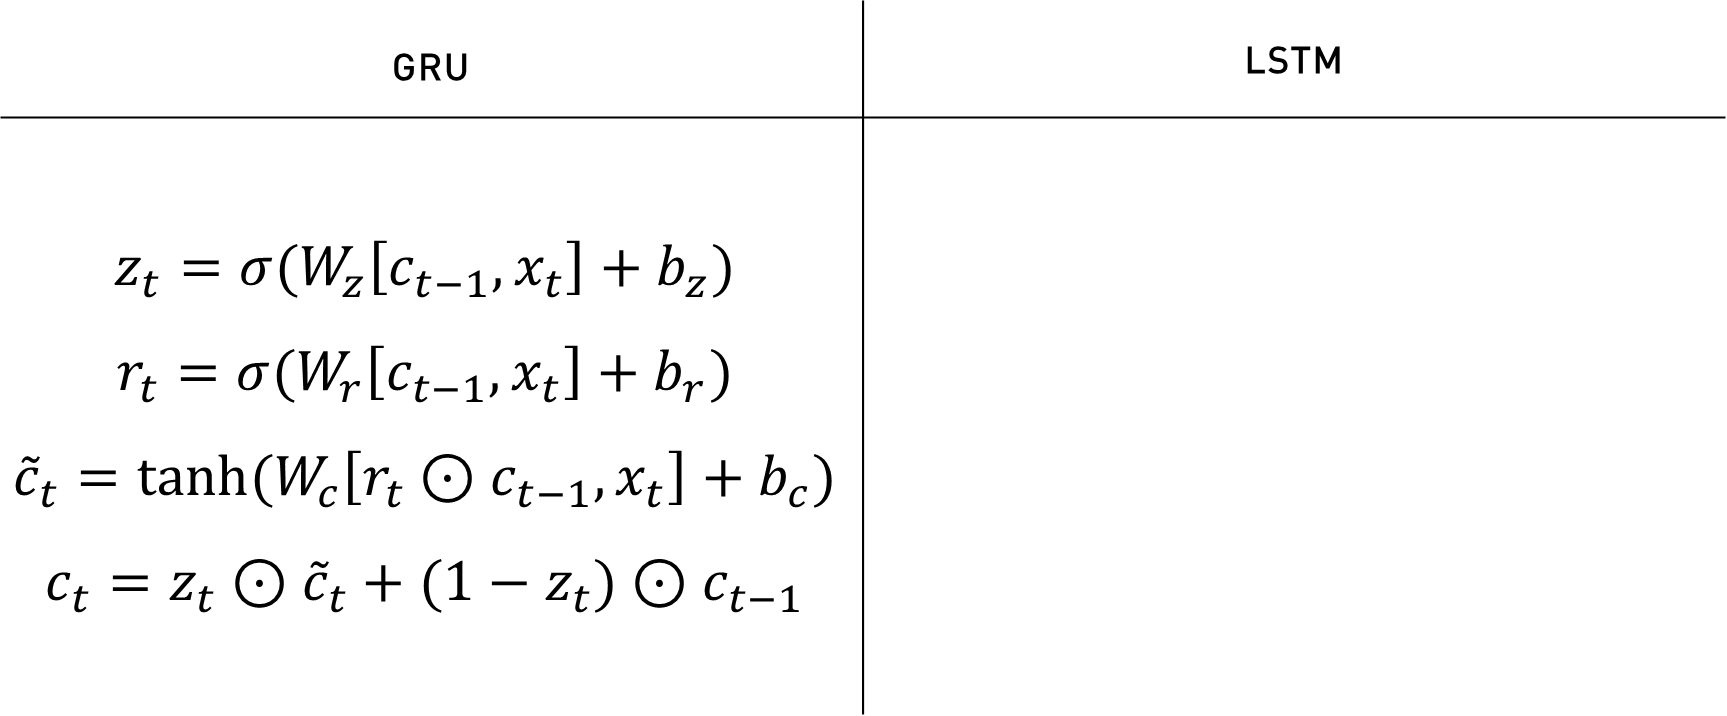 GRU
LSTM
z_t = σ(W_z[c_{t−1}, x_t] + b_z)
r_t = σ(W_r[c_{t−1}, x_t] + b_r)
c̃_t = tanh(W_c[r_t ⊙ c_{t−1}, x_t] + b_c)
c_t = z_t ⊙ c̃_t + (1 − z_t) ⊙ c_{t−1}